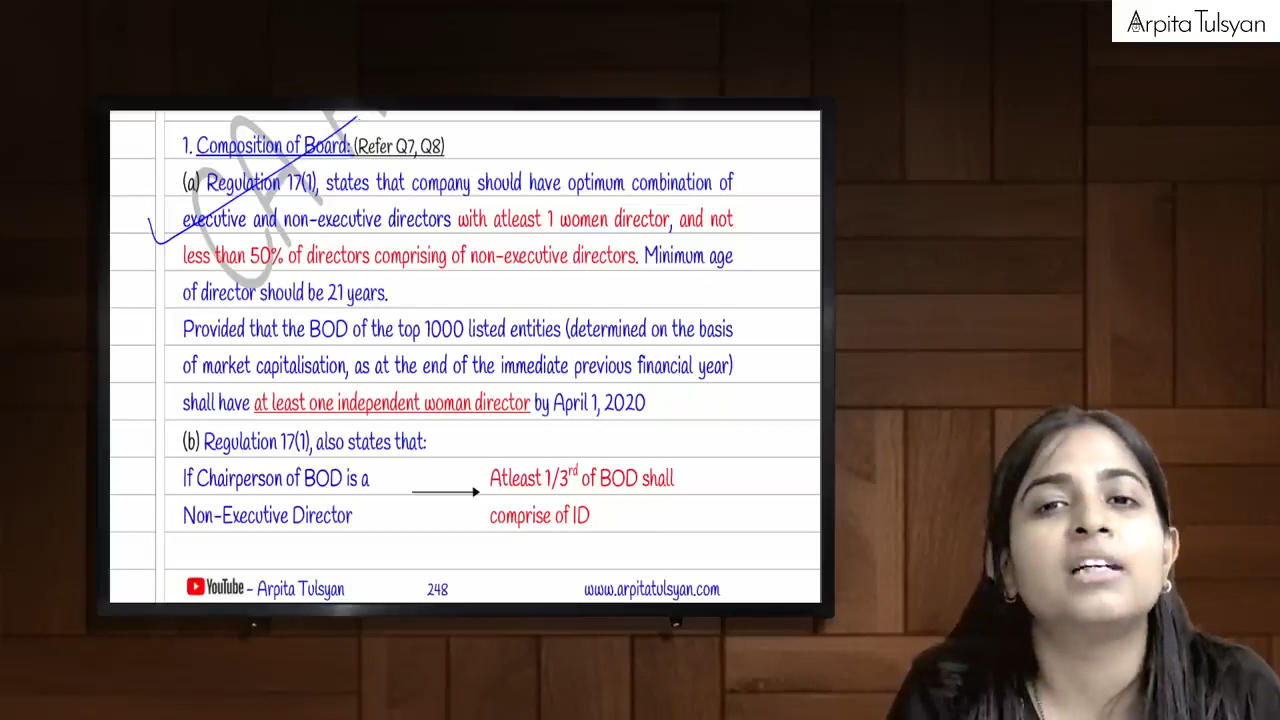 Arpita Tulsyan
1. Composition of Board: (Refer Q7, Q8)
(a) Regulation 17(1), states that company should have optimum combination of
executive and non-executive directors with atleast 1 women director, and not
less than 50% of directors comprising of non-executive directors. Minimum age
of director should be 21 years.
Provided that the BOD of the top 1000 listed entities (determined on the basis
of market capitalisation, as at the end of the immediate previous financial year)
shall have at least one independent woman director by April 1, 2020
(b) Regulation 17(1), also states that:
If Chairperson of BOD is a Atleast 1/3rd of BOD shall
Non-Executive Director comprise of ID
YouTube - Arpita Tulsyan 248 www.arpitatulsyan.com
CA